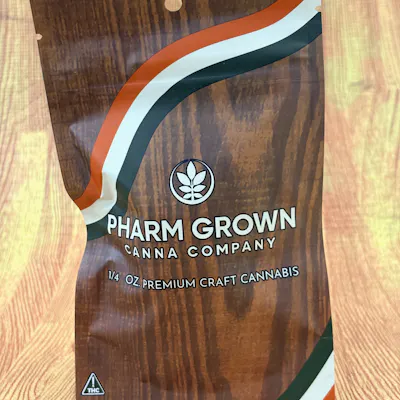 PHARM GROWN
CANNA COMPANY
1/4 OZ PREMIUM CRAFT CANNABIS
!
THC